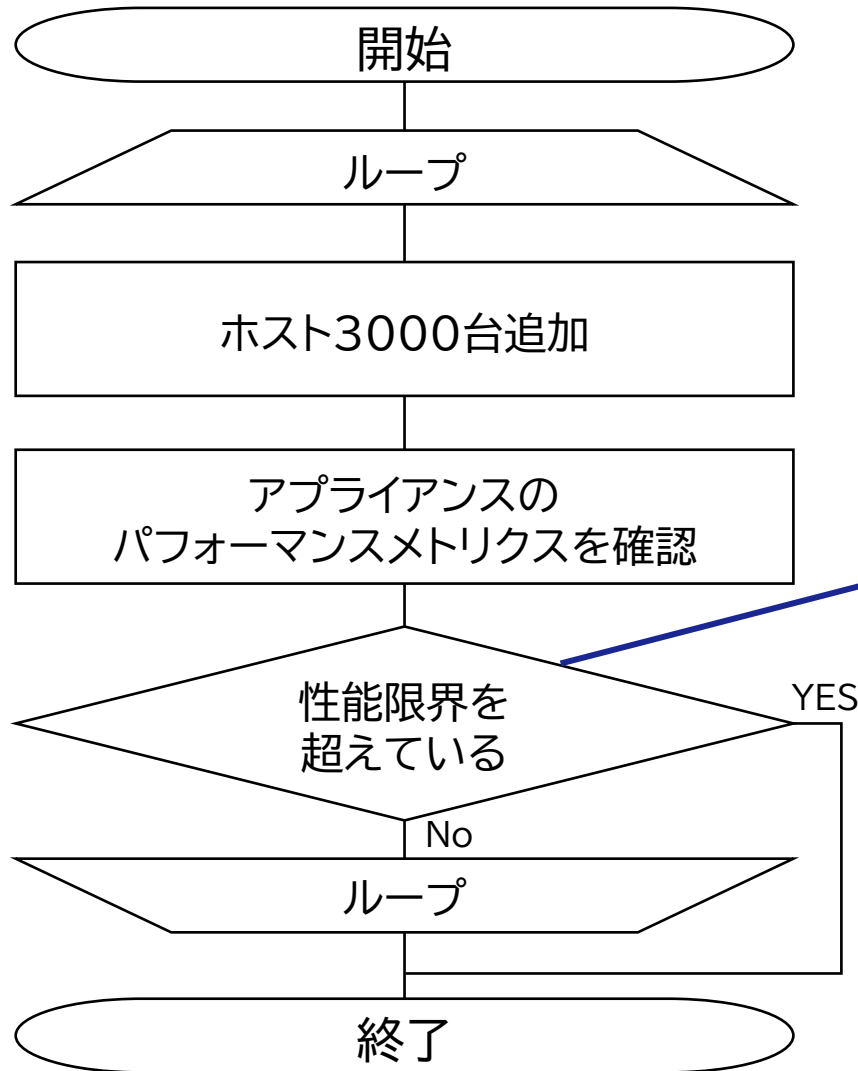 開始
ループ
ホスト3000台追加
アプライアンスの
パフォーマンスメトリクスを確認
性能限界を
超えている
YES
No
ループ
終了